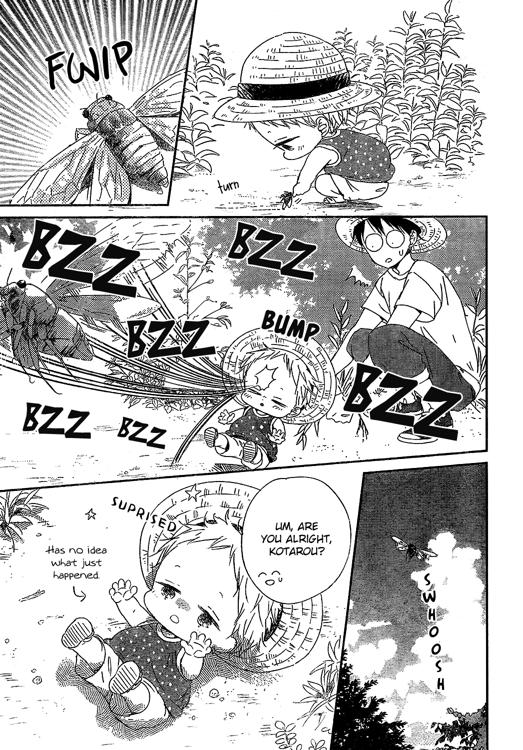 FWIP
turn
BZZ
BZZ
BZZ
BUMP
BZZ
BZZ
BZZ
SUPRISED
UM, ARE
YOU ALRIGHT,
KOTAROU?
Has no idea
what just
happened
SWHOOSH